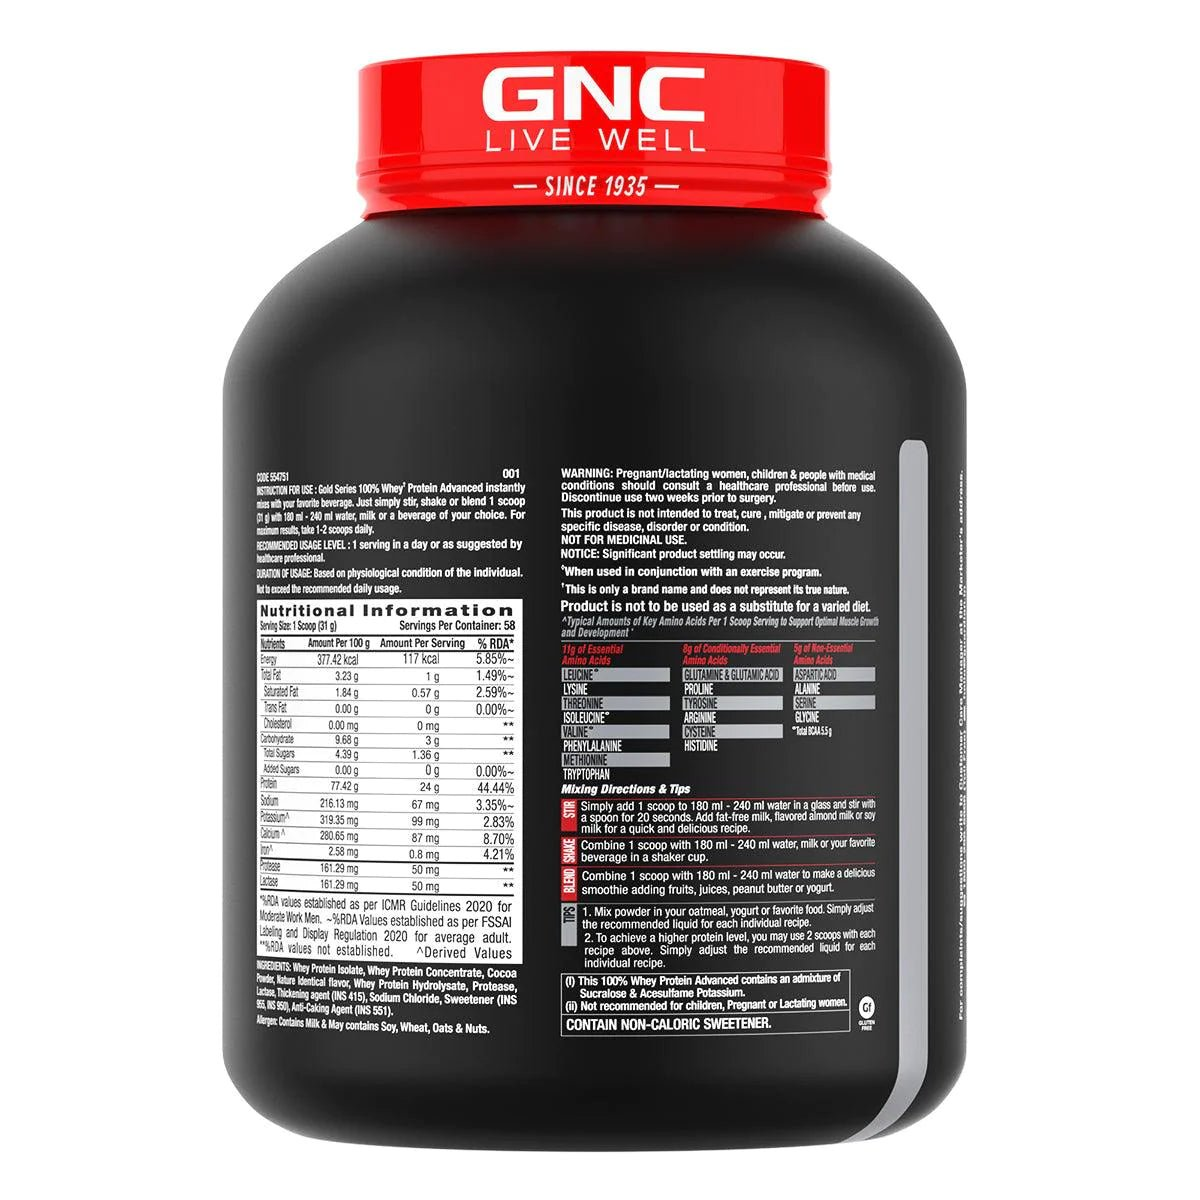 GNC
LIVE WELL
SINCE 1935
CODE 554751 001
INSTRUCTION FOR USE : Gold Series 100% Whey† Protein Advanced instantly
mixes with your favorite beverage. Just simply stir, shake or blend 1 scoop
(31 g) with 180 ml - 240 ml water, milk or a beverage of your choice. For
maximum results, take 1-2 scoops daily.
RECOMMENDED USAGE LEVEL : 1 serving in a day or as suggested by
healthcare professional.
DURATION OF USAGE: Based on physiological condition of the individual.
Not to exceed the recommended daily usage.
Nutritional Information
Serving Size: 1 Scoop (31 g) Servings Per Container: 58
Nutrients Amount Per 100 g Amount Per Serving % RDA*
Energy 377.42 kcal 117 kcal 5.85%~
Total Fat 3.23 g 1 g 1.49%~
Saturated Fat 1.84 g 0.57 g 2.59%~
Trans Fat 0.00 g 0 g 0.00%~
Cholesterol 0.00 mg 0 mg **
Carbohydrate 9.68 g 3 g **
Total Sugars 4.39 g 1.36 g **
Added Sugars 0.00 g 0 g 0.00%~
Protein 77.42 g 24 g 44.44%
Sodium 216.13 mg 67 mg 3.35%~
Potassium^ 319.35 mg 99 mg 2.83%
Calcium ^ 280.65 mg 87 mg 8.70%
Iron^ 2.58 mg 0.8 mg 4.21%
Protease 161.29 mg 50 mg **
Lactase 161.29 mg 50 mg **
*%RDA values established as per ICMR Guidelines 2020 for
Moderate Work Men. ~%RDA Values established as per FSSAI
Labeling and Display Regulation 2020 for average adult.
**%RDA values not established. ^Derived Values
INGREDIENTS: Whey Protein Isolate, Whey Protein Concentrate, Cocoa
Powder, Nature Identical flavor, Whey Protein Hydrolysate, Protease,
Lactase, Thickening agent (INS 415), Sodium Chloride, Sweetener (INS
955, INS 950), Anti-Caking Agent (INS 551).
Allergen: Contains Milk & May contains Soy, Wheat, Oats & Nuts.
WARNING: Pregnant/lactating women, children & people with medical
conditions should consult a healthcare professional before use.
Discontinue use two weeks prior to surgery.
This product is not intended to treat, cure , mitigate or prevent any
specific disease, disorder or condition.
NOT FOR MEDICINAL USE.
NOTICE: Significant product settling may occur.
When used in conjunction with an exercise program.
†This is only a brand name and does not represent its true nature.
Product is not to be used as a substitute for a varied diet.
^Typical Amounts of Key Amino Acids Per 1 Scoop Serving to Support Optimal Muscle Growth
and Development
11g of Essential
Amino Acids
LEUCINE
LYSINE
THREONINE
ISOLEUCINE
VALINE
PHENYLALANINE
METHIONINE
TRYPTOPHAN
8g of Conditionally Essential
Amino Acids
GLUTAMINE & GLUTAMIC ACID
PROLINE
TYROSINE
ARGININE
CYSTEINE
HISTIDINE
5g of Non-Essential
Amino Acids
ASPARTIC ACID
ALANINE
SERINE
GLYCINE
Total BCAA 5.5 g
Mixing Directions & Tips
STIR
Simply add 1 scoop to 180 ml - 240 ml water in a glass and stir with
a spoon for 20 seconds. Add fat-free milk, flavored almond milk or soy
milk for a quick and delicious recipe.
SHAKE
Combine 1 scoop with 180 ml - 240 ml water, milk or your favorite
beverage in a shaker cup.
BLEND
Combine 1 scoop with 180 ml - 240 ml water to make a delicious
smoothie adding fruits, juices, peanut butter or yogurt.
TIPS
1. Mix powder in your oatmeal, yogurt or favorite food. Simply adjust
the recommended liquid for each individual recipe.
2. To achieve a higher protein level, you may use 2 scoops with each
recipe above. Simply adjust the recommended liquid for each
individual recipe.
(i) This 100% Whey Protein Advanced contains an admixture of
Sucralose & Acesulfame Potassium.
(ii) Not recommended for children, Pregnant or Lactating women.
CONTAIN NON-CALORIC SWEETENER.
Gf
GLUTEN
FREE